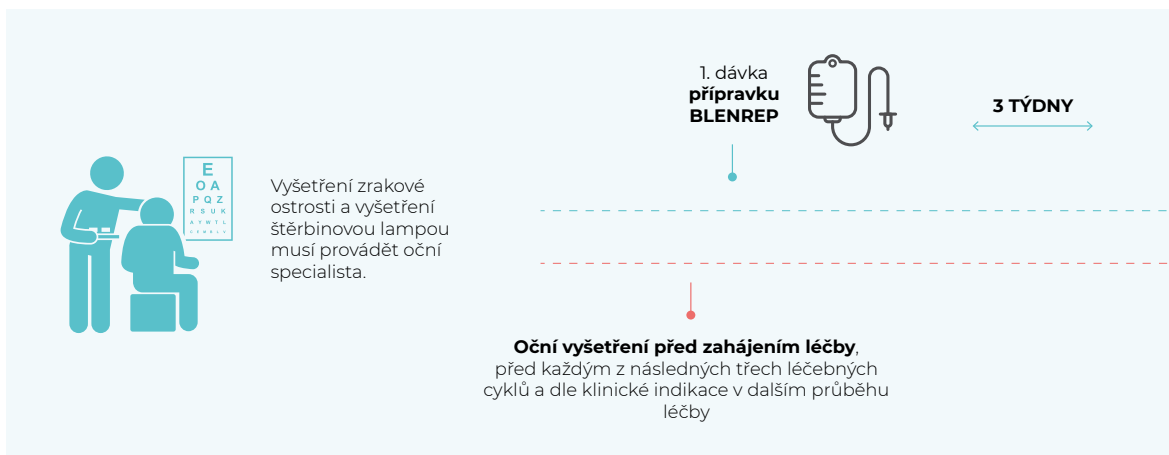 1. dávka
přípravku
BLENREP
3 TÝDNY
E
O A
P Q Z
R S U K
A Y W T L
Vyšetření zrakové
ostrosti a vyšetření
štěrbinovou lampou
musí provádět oční
specialista.
Oční vyšetření před zahájením léčby,
před každým z následných třech léčebných
cyklů a dle klinické indikace v dalším průběhu
léčby